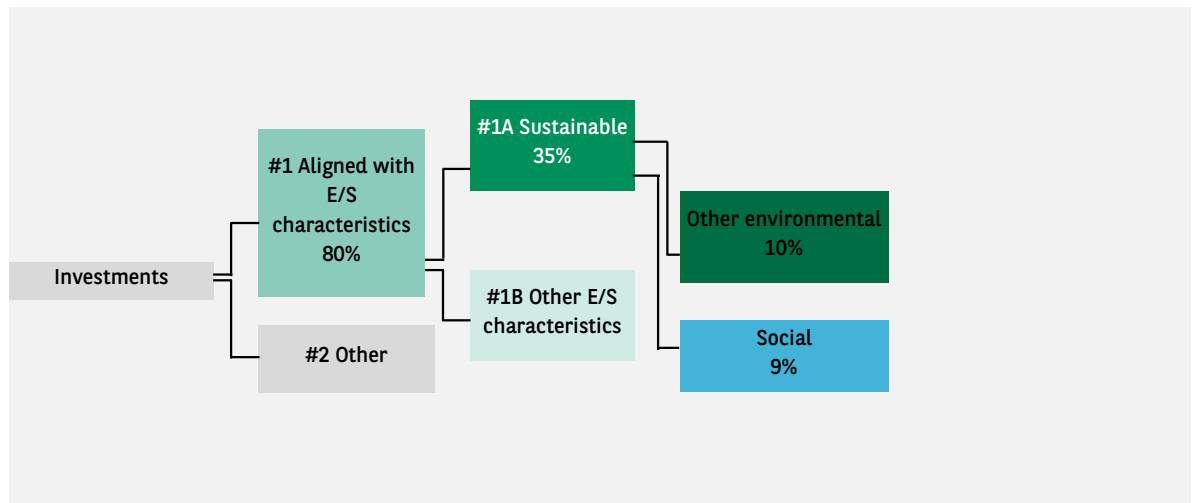 Investments
#1 Aligned with
E/S
characteristics
80%
#2 Other
#1A Sustainable
35%
#1B Other E/S
characteristics
Other environmental
10%
Social
9%